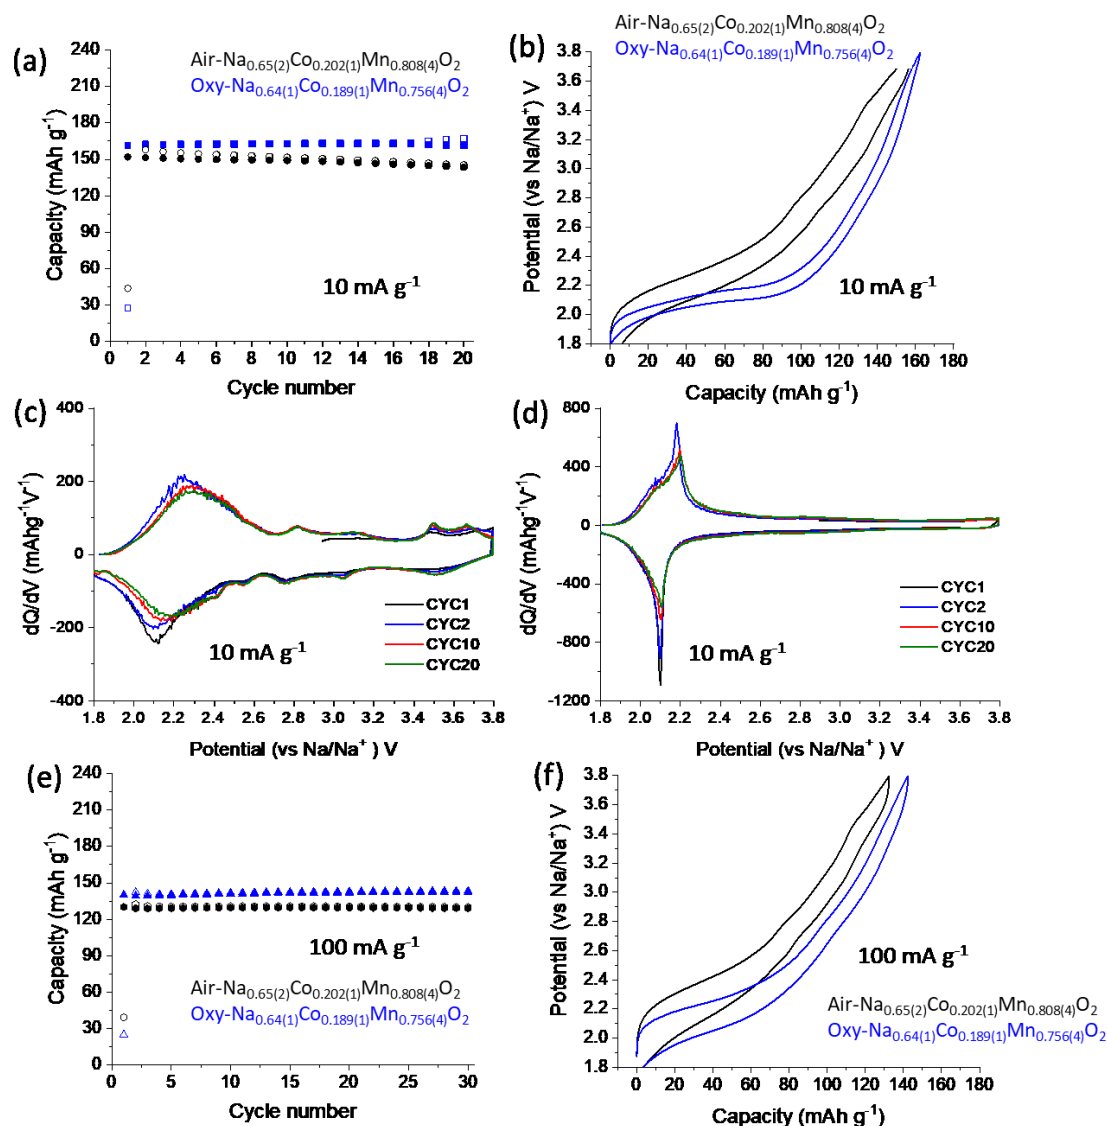 (a)
Air-Na0.65(2)Co0.202(1)Mn0.808(4)O2
Oxy-Na0.64(1)Co0.189(1)Mn0.756(4)O2
240
210
180
150
120
90
60
30
0
Capacity (mAh g-1)
10 mA g-1
0 2 4 6 8 10 12 14 16 18 20
Cycle number
(b)
Air-Na0.65(2)Co0.202(1)Mn0.808(4)O2
Oxy-Na0.64(1)Co0.189(1)Mn0.756(4)O2
3.8
3.6
3.4
3.2
3.0
2.8
2.6
2.4
2.2
2.0
1.8
Potential (vs Na/Na+) V
10 mA g-1
0 20 40 60 80 100 120 140 160 180
Capacity (mAh g-1)
(c)
400
200
0
-200
-400
dQ/dV (mAhg-1V-1)
CYC1
CYC2
CYC10
CYC20
10 mA g-1
1.8 2.0 2.2 2.4 2.6 2.8 3.0 3.2 3.4 3.6 3.8
Potential (vs Na/Na+ ) V
(d)
800
400
0
-400
-800
-1200
dQ/dV (mAhg-1V-1)
CYC1
CYC2
CYC10
CYC20
10 mA g-1
1.8 2.0 2.2 2.4 2.6 2.8 3.0 3.2 3.4 3.6 3.8
Potential (vs Na/Na+ ) V
(e)
240
210
180
150
120
90
60
30
0
Capacity (mAh g-1)
100 mA g-1
Air-Na0.65(2)Co0.202(1)Mn0.808(4)O2
Oxy-Na0.64(1)Co0.189(1)Mn0.756(4)O2
0 5 10 15 20 25 30
Cycle number
(f)
3.8
3.6
3.4
3.2
3.0
2.8
2.6
2.4
2.2
2.0
1.8
Potential (vs Na/Na+) V
100 mA g-1
Air-Na0.65(2)Co0.202(1)Mn0.808(4)O2
Oxy-Na0.64(1)Co0.189(1)Mn0.756(4)O2
0 20 40 60 80 100 120 140 160 180
Capacity (mAh g-1)